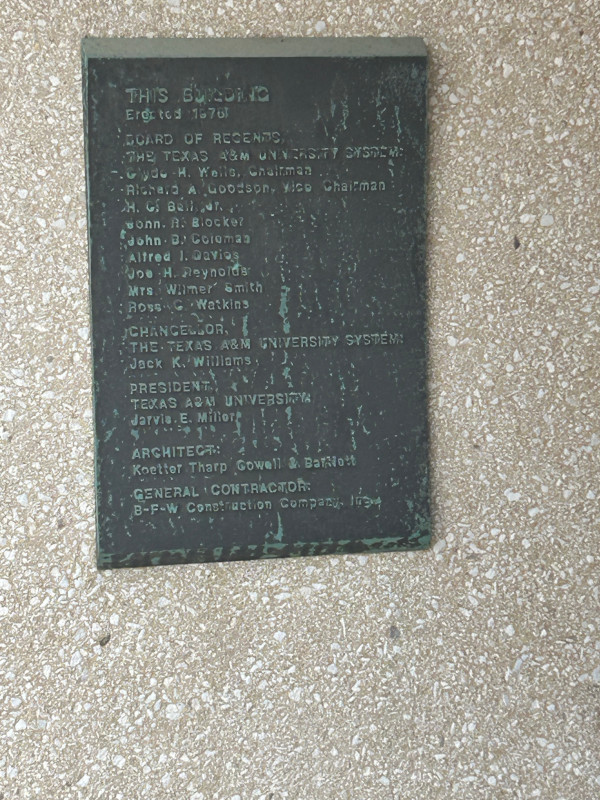 THIS BUILDING
Erected 1976
BOARD OF REGENTS,
THE TEXAS A&M UNIVERSITY SYSTEM:
Clyde H. Wells, Chairman
Richard A. Goodson, Vice Chairman
H. C. Bell, Jr.
John R. Blocker
John B. Coleman
Alfred I. Davies
Joe H. Reynolds
Mrs. Wilmer Smith
Ross C. Watkins
CHANCELLOR,
THE TEXAS A&M UNIVERSITY SYSTEM:
Jack K. Williams
PRESIDENT,
TEXAS A&M UNIVERSITY:
Jarvis E. Miller
ARCHITECT:
Koetter Tharp Cowell & Bartlett
GENERAL CONTRACTOR:
B-F-W Construction Company, Inc.